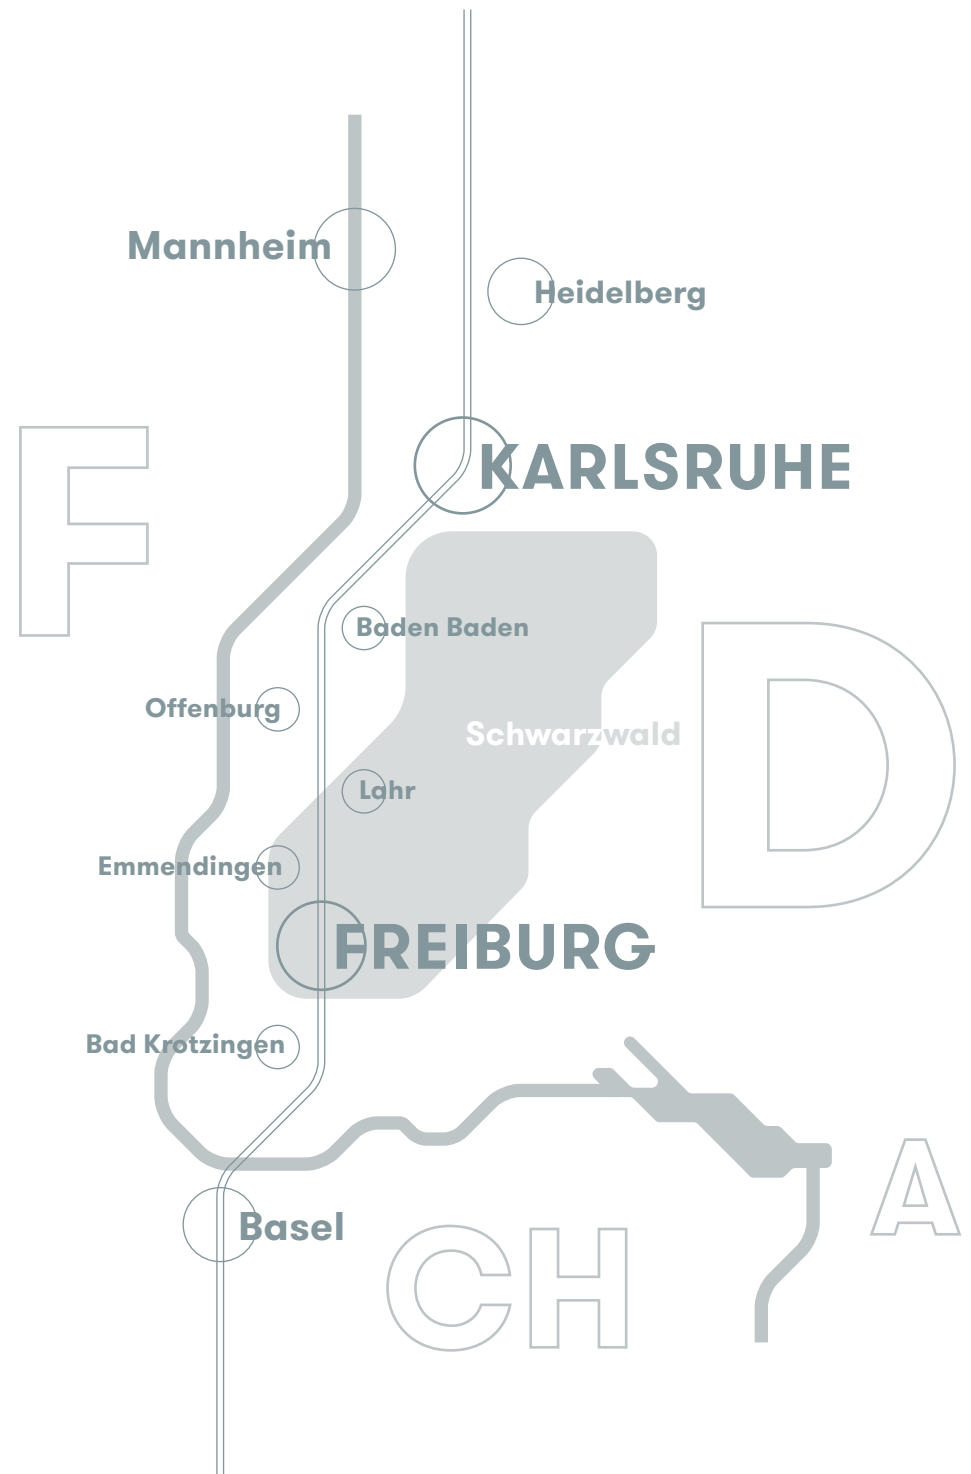 Mannheim
Heidelberg
F
KARLSRUHE
Baden Baden
D
Offenburg
Schwarzwald
Lahr
Emmendingen
FREIBURG
Bad Krotzingen
A
Basel
CH